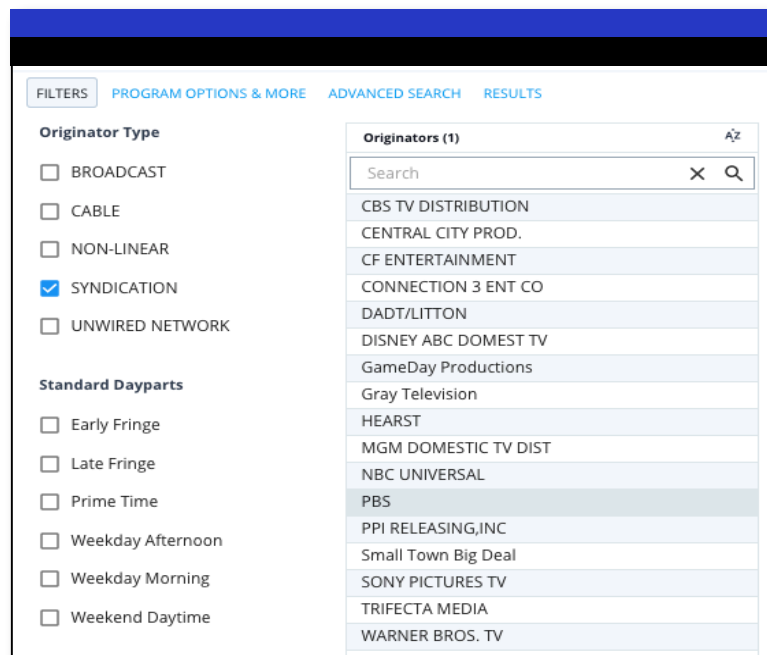 FILTERS PROGRAM OPTIONS & MORE ADVANCED SEARCH RESULTS
Originator Type
BROADCAST
CABLE
NON-LINEAR
SYNDICATION
UNWIRED NETWORK
Standard Dayparts
Early Fringe
Late Fringe
Prime Time
Weekday Afternoon
Weekday Morning
Weekend Daytime
Originators (1) AZ
Search
CBS TV DISTRIBUTION
CENTRAL CITY PROD.
CF ENTERTAINMENT
CONNECTION 3 ENT CO
DADT/LITTON
DISNEY ABC DOMEST TV
GameDay Productions
Gray Television
HEARST
MGM DOMESTIC TV DIST
NBC UNIVERSAL
PBS
PPI RELEASING,INC
Small Town Big Deal
SONY PICTURES TV
TRIFECTA MEDIA
WARNER BROS. TV